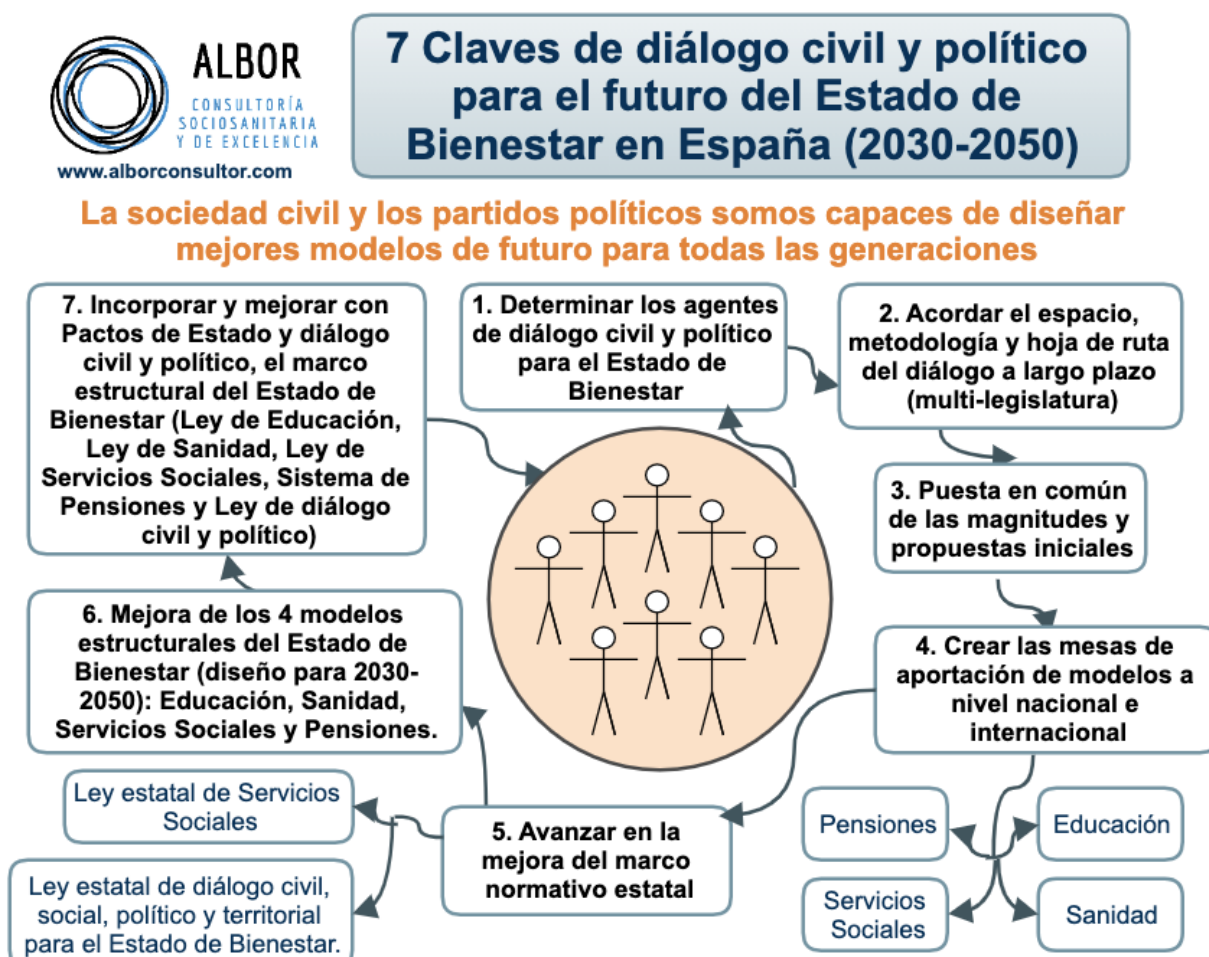 ALBOR
CONSULTORÍA
SOCIOSANITARIA
Y DE EXCELENCIA
www.alborconsultor.com
7 Claves de diálogo civil y político
para el futuro del Estado de
Bienestar en España (2030-2050)
La sociedad civil y los partidos políticos somos capaces de diseñar
mejores modelos de futuro para todas las generaciones
1. Determinar los agentes
de diálogo civil y político
para el Estado de
Bienestar
2. Acordar el espacio,
metodología y hoja de ruta
del diálogo a largo plazo
(multi-legislatura)
3. Puesta en común
de las magnitudes y
propuestas iniciales
4. Crear las mesas de
aportación de modelos a
nivel nacional e
internacional
Pensiones
Educación
Servicios
Sociales
Sanidad
5. Avanzar en la
mejora del marco
normativo estatal
Ley estatal de Servicios
Sociales
Ley estatal de diálogo civil,
social, político y territorial
para el Estado de Bienestar.
6. Mejora de los 4 modelos
estructurales del Estado de
Bienestar (diseño para 2030-
2050): Educación, Sanidad,
Servicios Sociales y Pensiones.
7. Incorporar y mejorar con
Pactos de Estado y diálogo
civil y político, el marco
estructural del Estado de
Bienestar (Ley de Educación,
Ley de Sanidad, Ley de
Servicios Sociales, Sistema de
Pensiones y Ley de diálogo
civil y político)